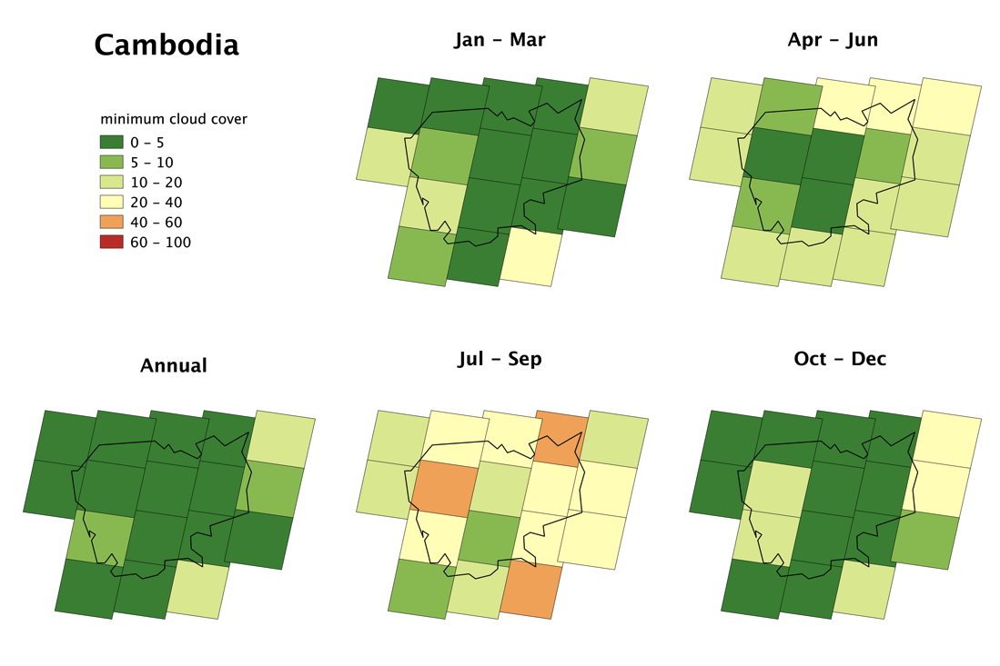 Cambodia
minimum cloud cover
0 – 5
5 – 10
10 – 20
20 – 40
40 – 60
60 – 100
Jan – Mar
Apr – Jun
Annual
Jul – Sep
Oct – Dec